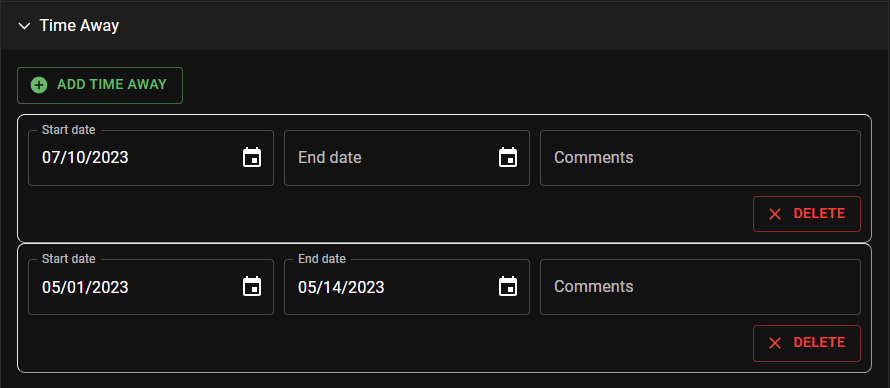 Time Away
ADD TIME AWAY
Start date
07/10/2023
End date
Comments
DELETE
Start date
05/01/2023
End date
05/14/2023
Comments
DELETE